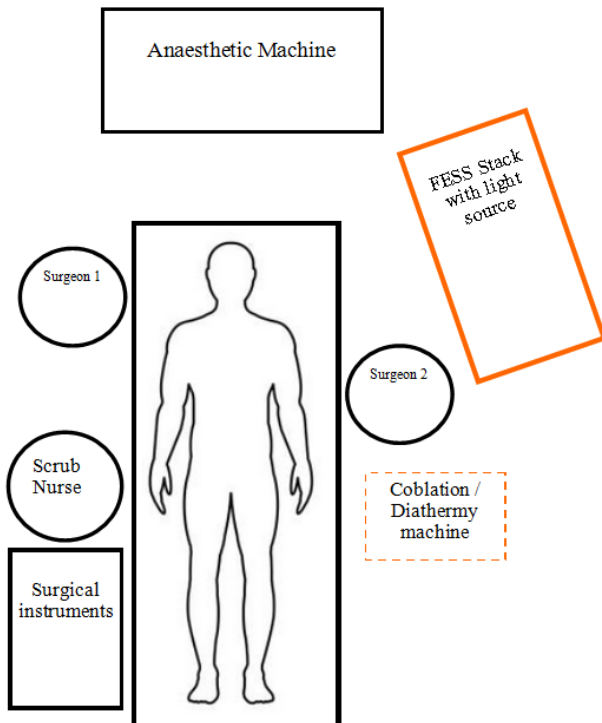 Anaesthetic Machine
FESS Stack
with light
source
Surgeon 1
Surgeon 2
Scrub
Nurse
Coblation /
Diathermy
machine
Surgical
instruments